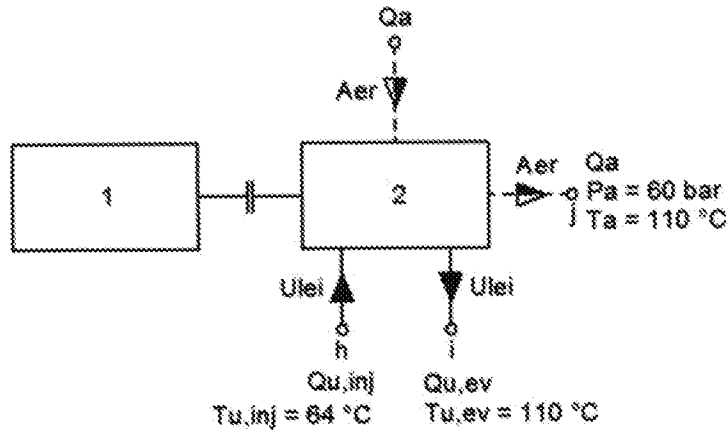 Qa
Aer
1
2
Aer
Qa
Pa = 60 bar
j
Ta = 110 °C
Ulei
Ulei
h
i
Qu,inj
Qu,ev
Tu,inj = 64 °C
Tu,ev = 110 °C